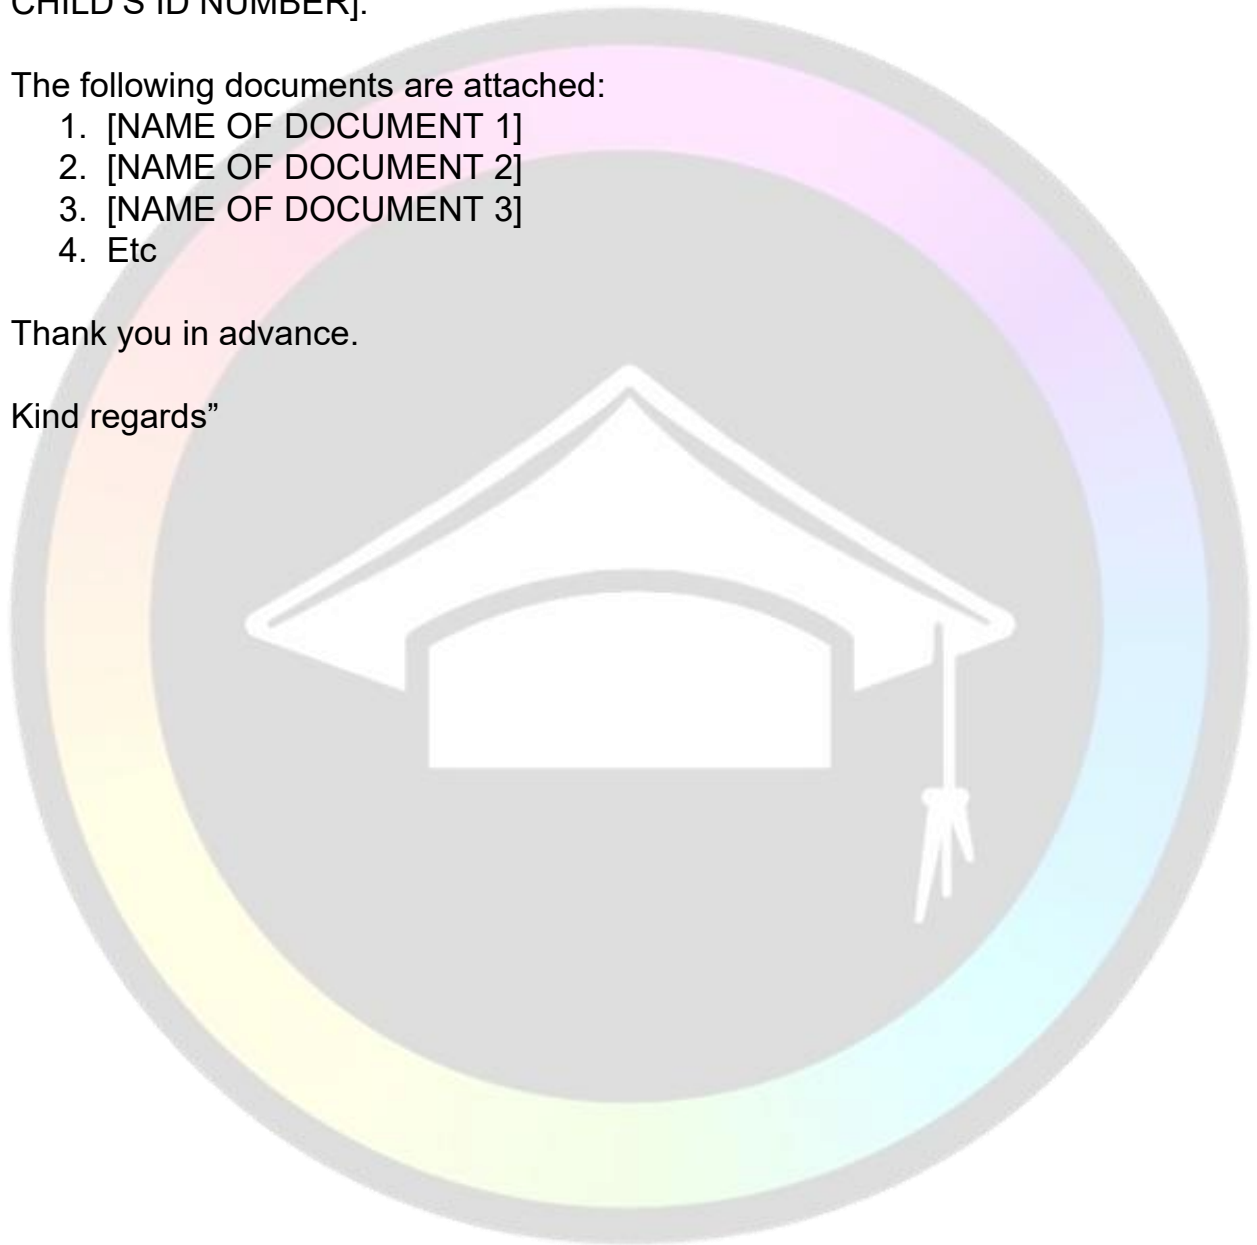 CHILD'S ID NUMBER].
The following documents are attached:
1. [NAME OF DOCUMENT 1]
2. [NAME OF DOCUMENT 2]
3. [NAME OF DOCUMENT 3]
4. Etc
Thank you in advance.
Kind regards”